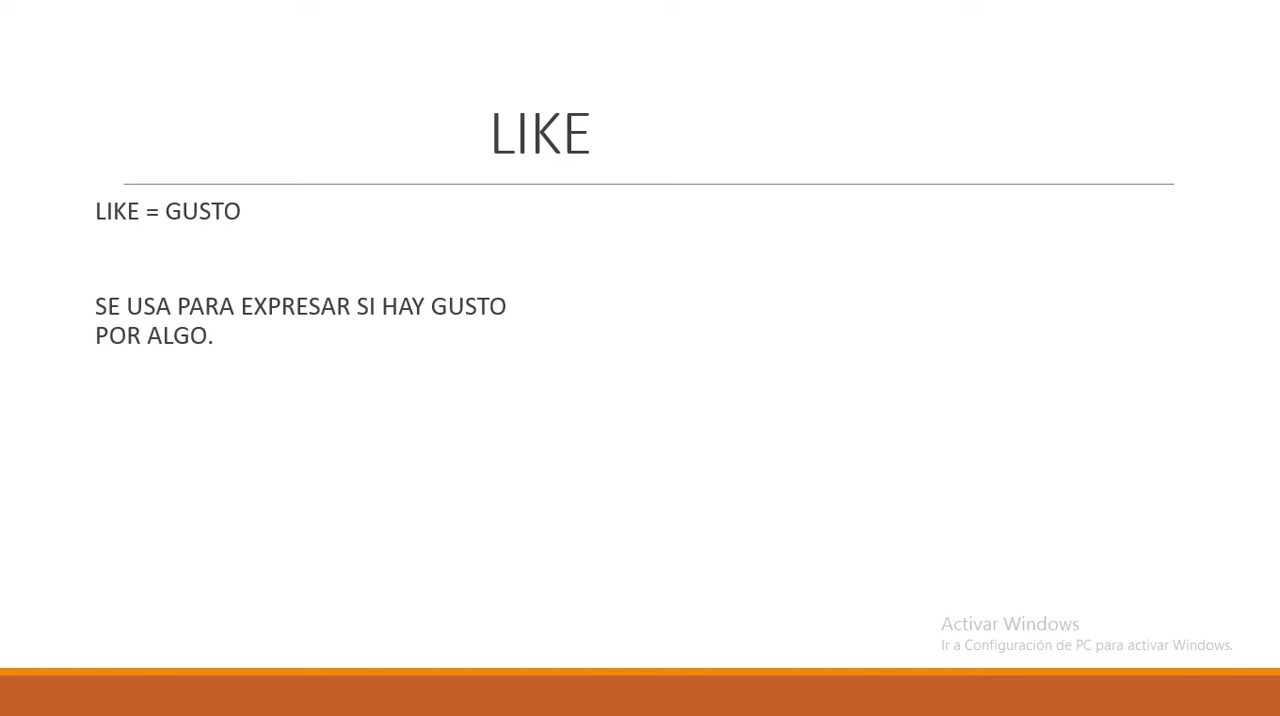 LIKE
LIKE = GUSTO
SE USA PARA EXPRESAR SI HAY GUSTO
POR ALGO.
Activar Windows
Ir a Configuración de PC para activar Windows.